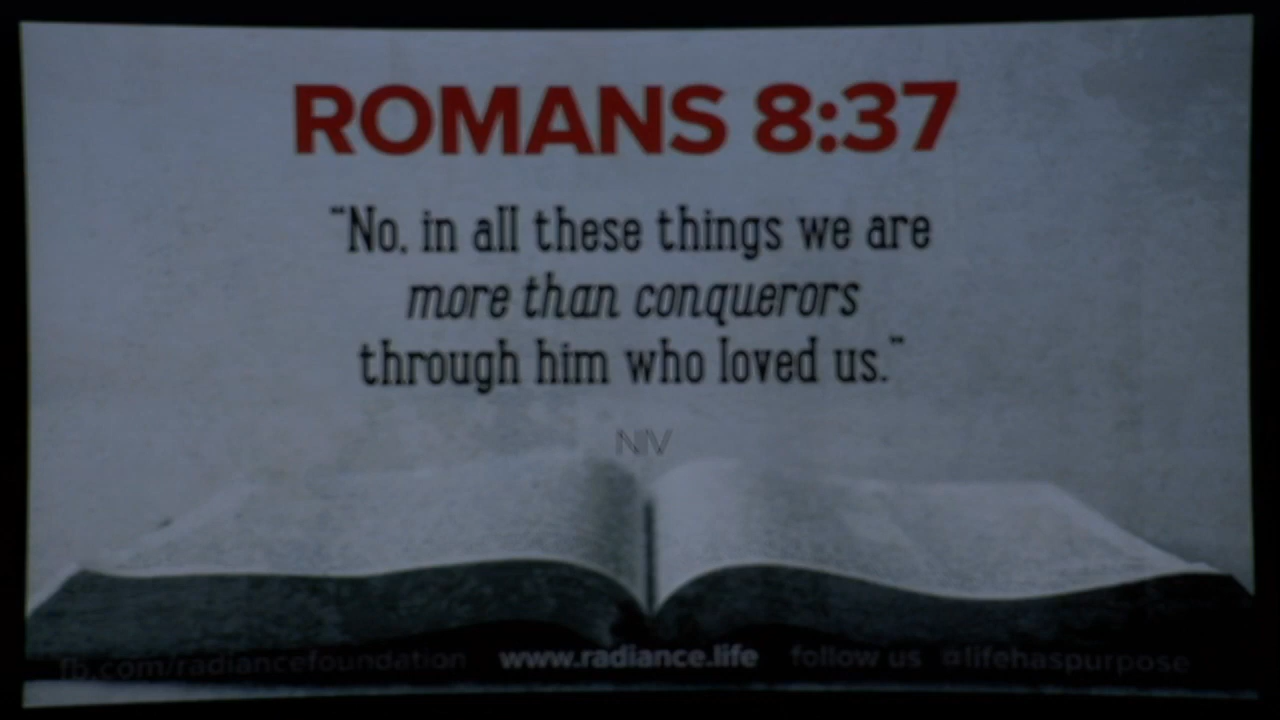 ROMANS 8:37
"No, in all these things we are
more than conquerors
through him who loved us."
NIV
fb.com/radiancefoundation www.radiance.life follow us @lifehaspurpose